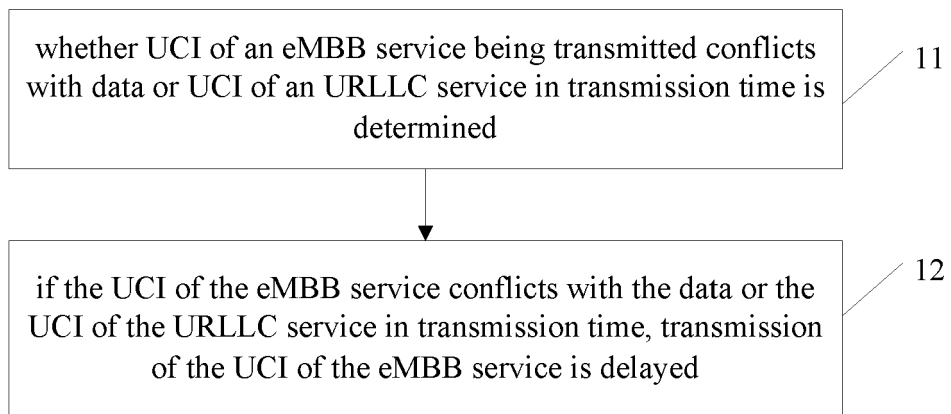 whether UCI of an eMBB service being transmitted conflicts
with data or UCI of an URLLC service in transmission time is
determined
11
if the UCI of the eMBB service conflicts with the data or the
UCI of the URLLC service in transmission time, transmission
of the UCI of the eMBB service is delayed
12